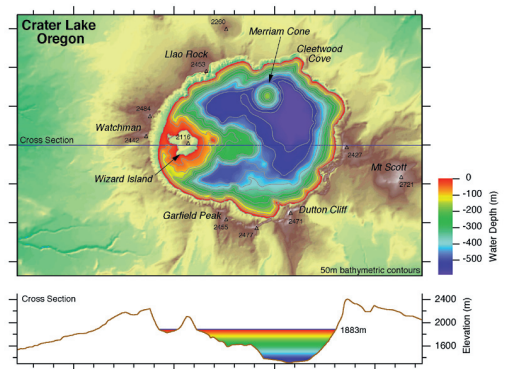 Crater Lake
Oregon
2260
Merriam Cone
Cleetwood
Cove
Llao Rock
2453
2484
Watchman
2442
2116
Cross Section
2427
Mt Scott
2721
Wizard Island
Garfield Peak
2455
2477
2471
Dutton Cliff
50m bathymetric contours
0
-100
-200
-300
-400
-500
Water Depth (m)
Cross Section
1883m
2400
2000
1600
Elevation (m)